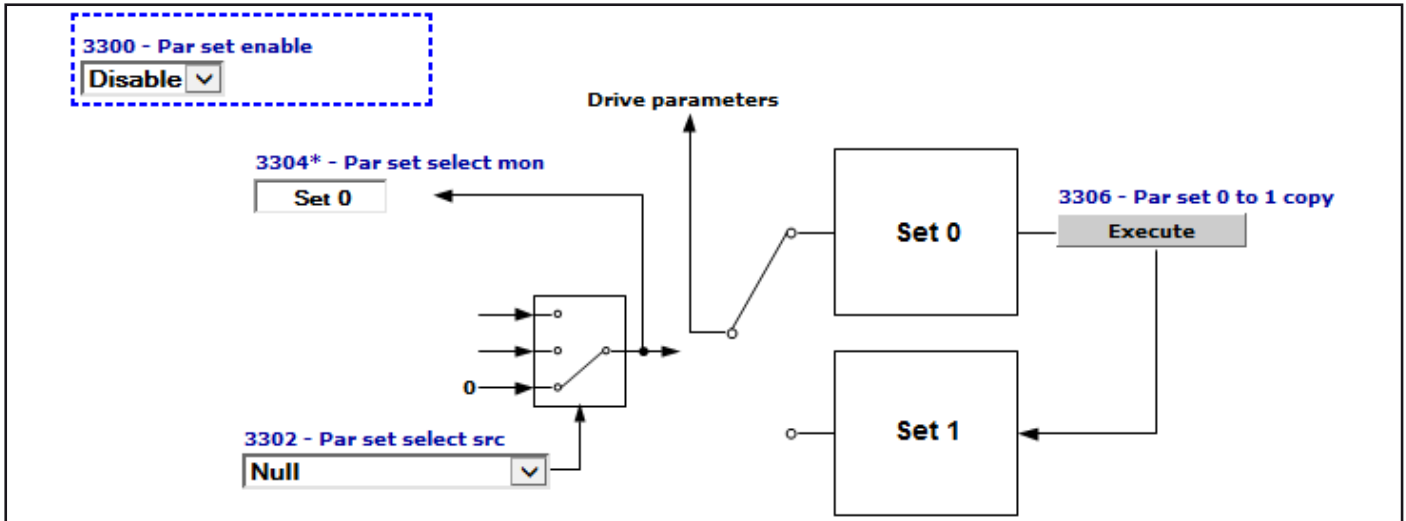 3300 - Par set enable
Disable
Drive parameters
3304* - Par set select mon
Set 0
Set 0
3306 - Par set 0 to 1 copy
Execute
0
3302 - Par set select src
Null
Set 1